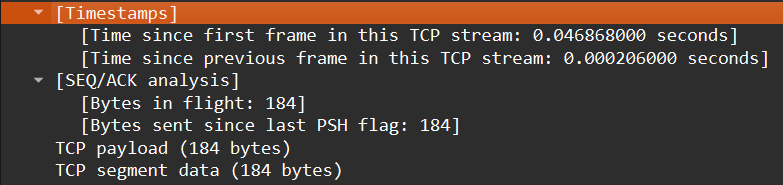 [Timestamps]
[Time since first frame in this TCP stream: 0.046868000 seconds]
[Time since previous frame in this TCP stream: 0.000206000 seconds]
[SEQ/ACK analysis]
[Bytes in flight: 184]
[Bytes sent since last PSH flag: 184]
TCP payload (184 bytes)
TCP segment data (184 bytes)